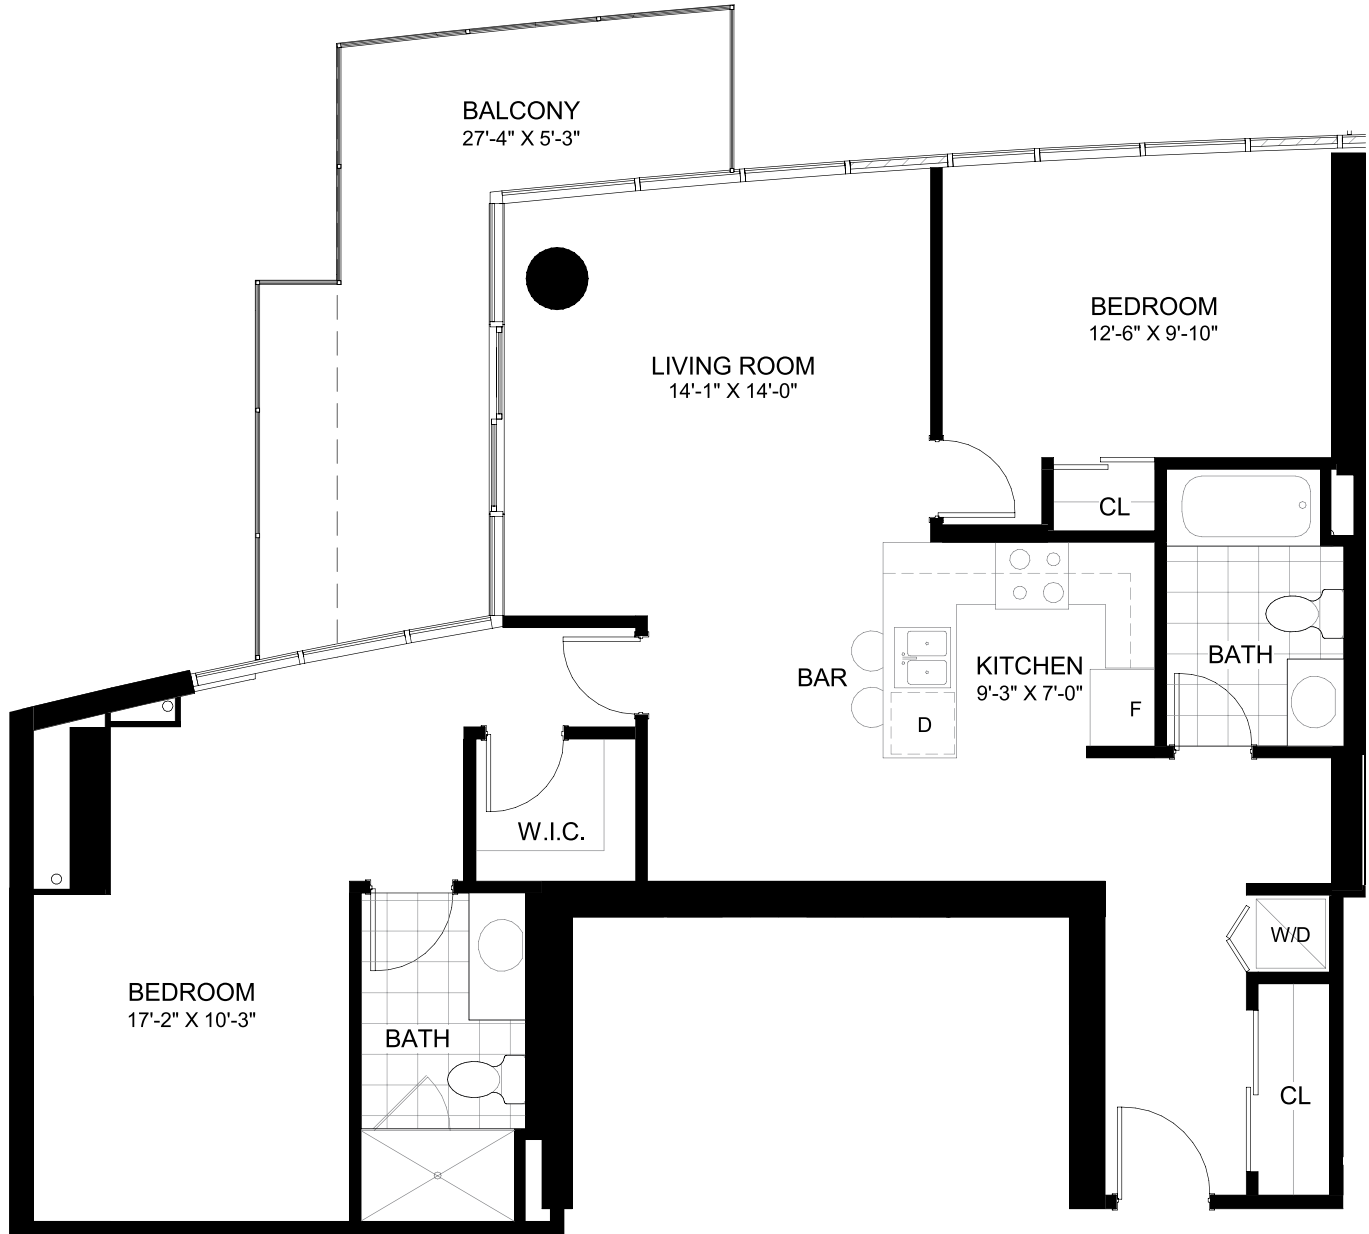 BALCONY
27'-4" X 5'-3"
BEDROOM
12'-6" X 9'-10"
LIVING ROOM
14'-1" X 14'-0"
CL
BATH
KITCHEN
9'-3" X 7'-0"
BAR
F
D
W.I.C.
W/D
BEDROOM
17'-2" X 10'-3"
BATH
CL